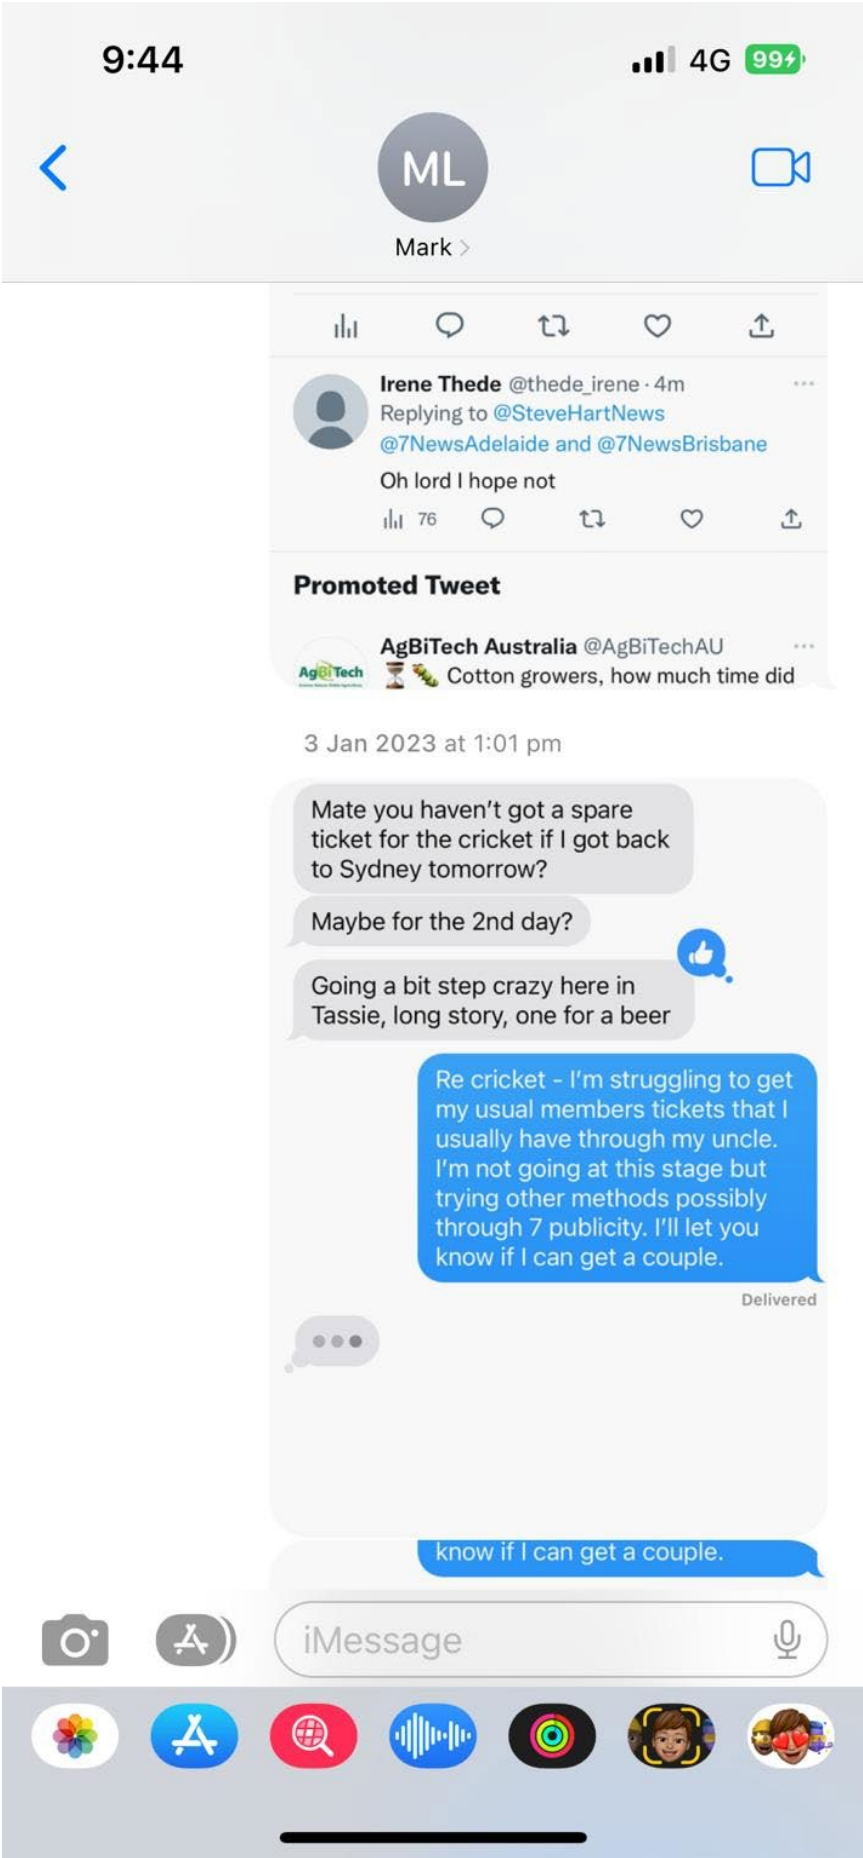 9:44
4G 99
ML
Mark
Irene Thede @thede_irene · 4m
Replying to @SteveHartNews
@7NewsAdelaide and @7NewsBrisbane
Oh lord I hope not
76
Promoted Tweet
AgBiTech Australia @AgBiTechAU
AgBiTech
⏳ 🐛 Cotton growers, how much time did
3 Jan 2023 at 1:01 pm
Mate you haven't got a spare
ticket for the cricket if I got back
to Sydney tomorrow?
Maybe for the 2nd day?
Going a bit step crazy here in
Tassie, long story, one for a beer
Re cricket - I'm struggling to get
my usual members tickets that I
usually have through my uncle.
I'm not going at this stage but
trying other methods possibly
through 7 publicity. I'll let you
know if I can get a couple.
Delivered
know if I can get a couple.
iMessage